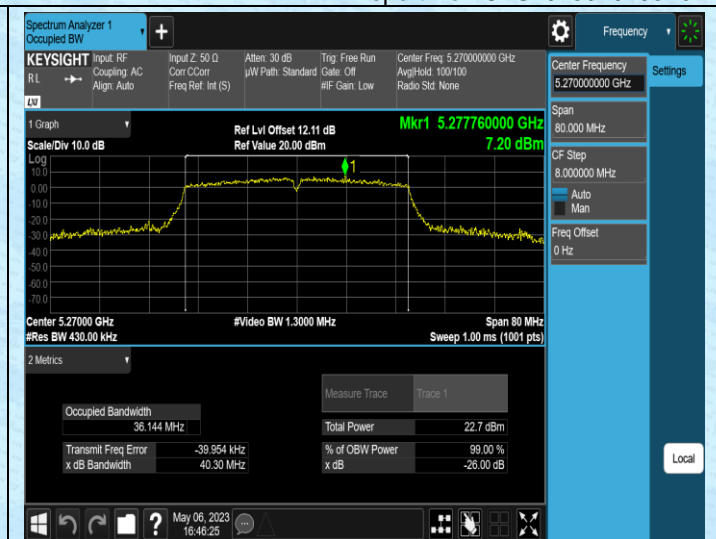 Spectrum Analyzer 1
Occupied BW
Frequency
KEYSIGHT
R L
LXI
Input: RF
Coupling: AC
Align: Auto
Input Z: 50 Ω
Corr CCorr
Freq Ref: Int (S)
Atten: 30 dB
µW Path: Standard
Trig: Free Run
Gate: Off
#IF Gain: Low
Center Freq: 5.270000000 GHz
Avg|Hold: 100/100
Radio Std: None
Center Frequency
5.270000000 GHz
Settings
Span
80.000 MHz
CF Step
8.000000 MHz
Auto
Man
Freq Offset
0 Hz
1 Graph
Scale/Div 10.0 dB
Ref Lvl Offset 12.11 dB
Ref Value 20.00 dBm
Mkr1 5.277760000 GHz
7.20 dBm
Log
10.0
0.00
-10.0
-20.0
-30.0
-40.0
-50.0
-60.0
-70.0
1
Center 5.27000 GHz
#Video BW 1.3000 MHz
Span 80 MHz
#Res BW 430.00 kHz
Sweep 1.00 ms (1001 pts)
2 Metrics
Measure Trace
Trace 1
Occupied Bandwidth
36.144 MHz
Total Power
22.7 dBm
Transmit Freq Error
-39.954 kHz
% of OBW Power
99.00 %
x dB Bandwidth
40.30 MHz
x dB
-26.00 dB
Local
?
May 06, 2023
16:46:25